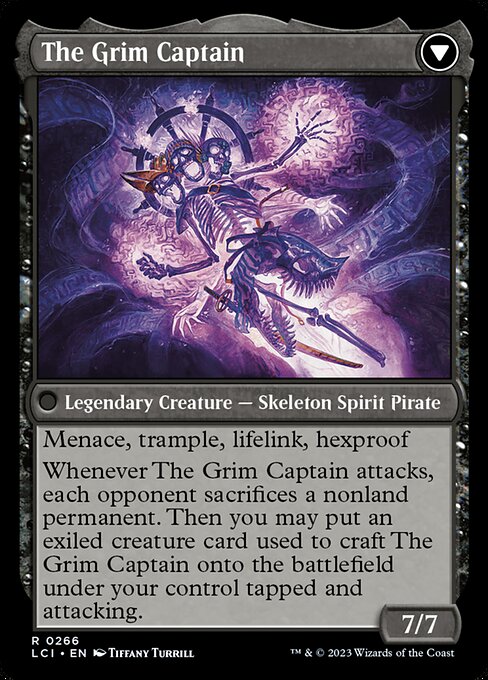 The Grim Captain
Legendary Creature — Skeleton Spirit Pirate
Menace, trample, lifelink, hexproof
Whenever The Grim Captain attacks,
each opponent sacrifices a nonland
permanent. Then you may put an
exiled creature card used to craft The
Grim Captain onto the battlefield
under your control tapped and
attacking.
7/7
R 0266
LCI • EN Tiffany Turrill
™ & © 2023 Wizards of the Coast